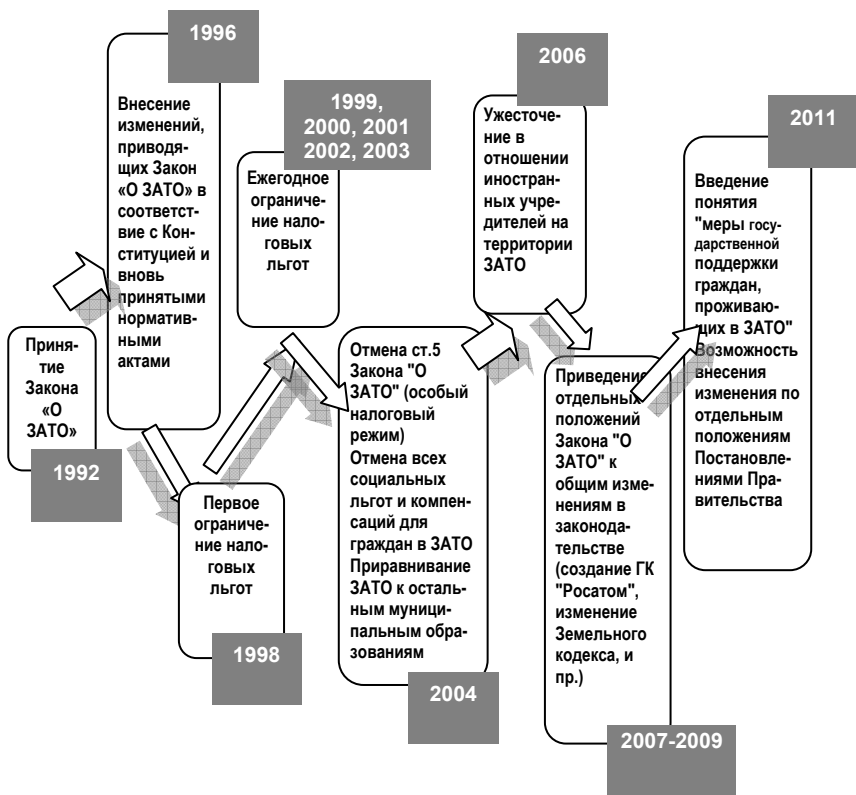 1992
Приня-
тие
Закона
«О
ЗАТО»
1996
Внесение
изменений,
приводя-
щих Закон
«О ЗАТО» в
соответст-
вие с Кон-
ституцией и
вновь
принятыми
норматив-
ными
актами
1998
Первое
ограниче-
ние нало-
говых
льгот
1999,
2000, 2001
2002, 2003
Ежегодное
ограниче-
ние нало-
говых
льгот
2004
Отмена ст.5
Закона "О
ЗАТО" (особый
налоговый
режим)
Отмена всех
социальных
льгот и компен-
саций для
граждан в ЗАТО
Приравнивание
ЗАТО к осталь-
ным муници-
пальным обра-
зованиям
2006
Ужесточе-
ние в
отношении
иностран-
ных учре-
дителей на
территории
ЗАТО
2007-2009
Приведение
отдельных
положений
Закона "О
ЗАТО" к
общим изме-
нениям в
законода-
тельстве
(создание ГК
"Росатом",
изменение
Земельного
кодекса, и
пр.)
2011
Введение
понятия
"меры госу-
дарственной
поддержки
граждан,
проживаю-
щих в ЗАТО"
Возможность
внесения
изменения по
отдельным
положениям
Постановле-
ниями Пра-
вительства